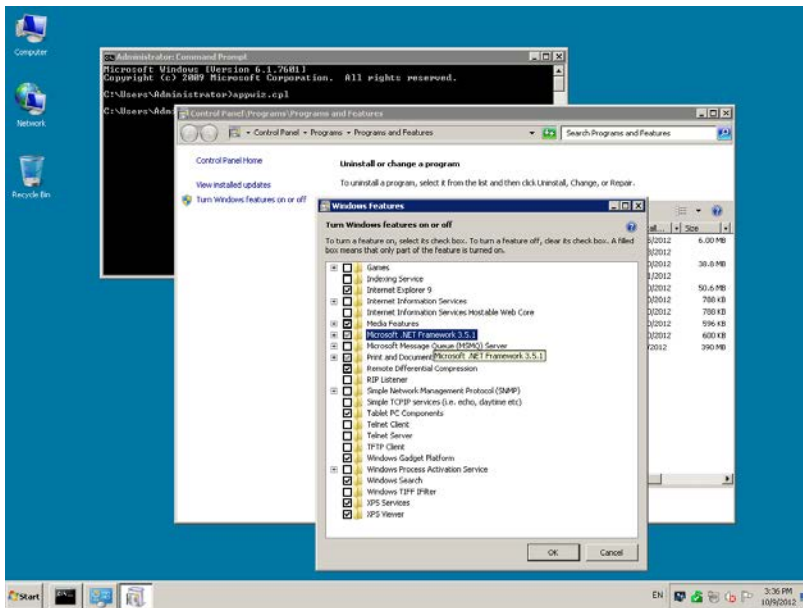 Computer
Network
Recycle Bin
Administrator: Command Prompt
Microsoft Windows [Version 6.1.7601]
Copyright (c) 2009 Microsoft Corporation.  All rights reserved.
C:\Users\Administrator>appwiz.cpl
C:\Users\Adm
Control Panel\Programs\Programs and Features
Control Panel
Programs
Programs and Features
Search Programs and Features
Control Panel Home
View installed updates
Turn Windows features on or off
Uninstall or change a program
To uninstall a program, select it from the list and then click Uninstall, Change, or Repair.
Size
/2012 6.00 MB
/2012
/2012 38.8 MB
/2012
/2012 50.6 MB
/2012 788 KB
/2012 788 KB
/2012 596 KB
/2012 600 KB
/2012 390 MB
Windows Features
Turn Windows features on or off
To turn a feature on, select its check box. To turn a feature off, clear its check box. A filled
box means that only part of the feature is turned on.
Games
Indexing Service
Internet Explorer 9
Internet Information Services
Internet Information Services Hostable Web Core
Media Features
Microsoft .NET Framework 3.5.1
Microsoft Message Queue (MSMQ) Server
Print and Document
Microsoft .NET Framework 3.5.1
Remote Differential Compression
RIP Listener
Simple Network Management Protocol (SNMP)
Simple TCPIP services (i.e. echo, daytime etc)
Tablet PC Components
Telnet Client
Telnet Server
TFTP Client
Windows Gadget Platform
Windows Process Activation Service
Windows Search
Windows TIFF IFilter
XPS Services
XPS Viewer
OK
Cancel
Start
EN
3:36 PM
10/9/2012